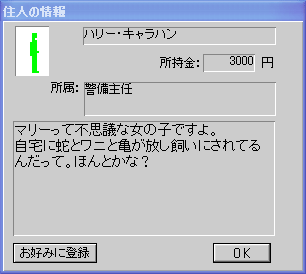 住人の情報
ハリー・キャラハン
所持金: 3000 円
所属: 警備主任
マリーって不思議な女の子ですよ。
自宅に蛇とワニと亀が放し飼いにされてる
んだって。ほんとかな？
お好みに登録
OK